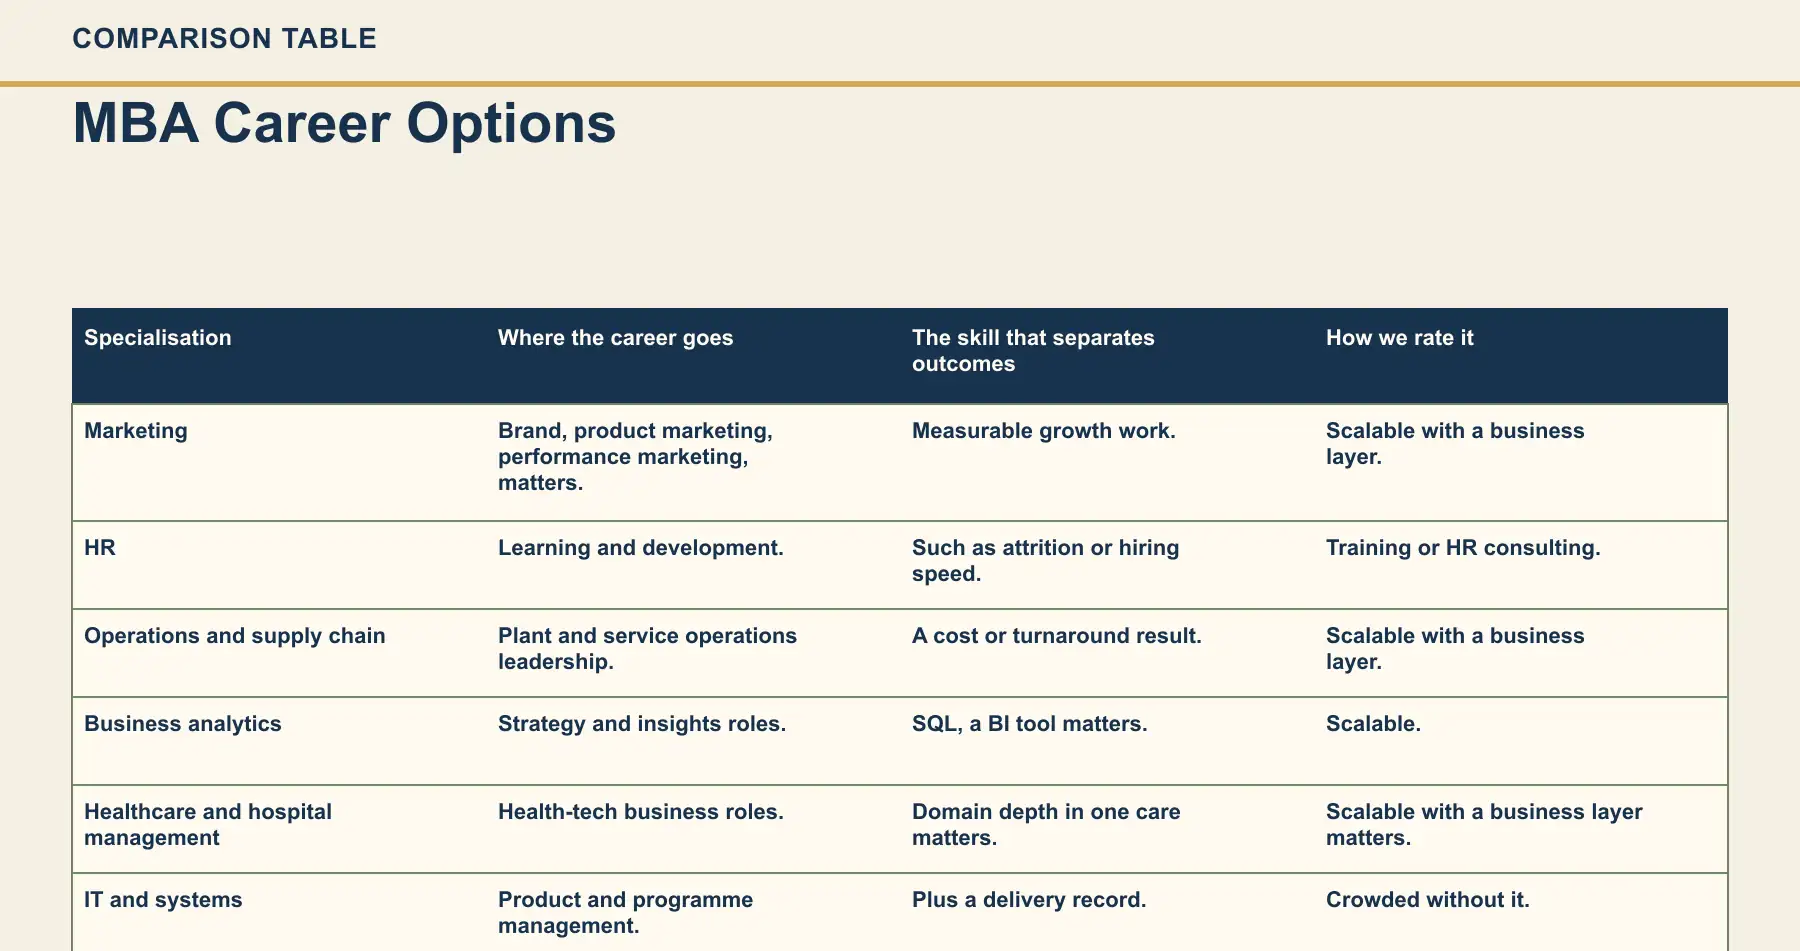 COMPARISON TABLE
MBA Career Options
Specialisation
Where the career goes
The skill that separates
outcomes
How we rate it
Marketing
Brand, product marketing,
performance marketing,
matters.
Measurable growth work.
Scalable with a business
layer.
HR
Learning and development.
Such as attrition or hiring
speed.
Training or HR consulting.
Operations and supply chain
Plant and service operations
leadership.
A cost or turnaround result.
Scalable with a business
layer.
Business analytics
Strategy and insights roles.
SQL, a BI tool matters.
Scalable.
Healthcare and hospital
management
Health-tech business roles.
Domain depth in one care
matters.
Scalable with a business layer
matters.
IT and systems
Product and programme
management.
Plus a delivery record.
Crowded without it.